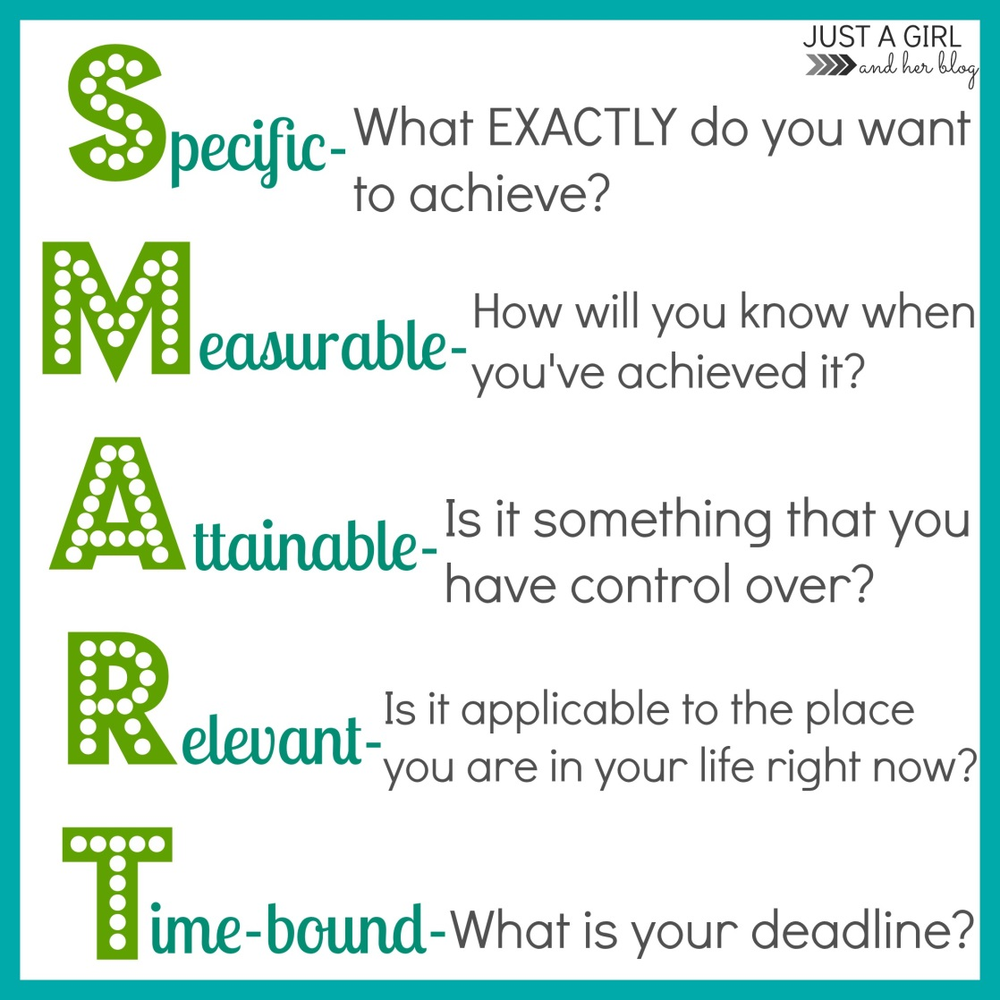 JUST A GIRL
and her blog
Specific- What EXACTLY do you want
to achieve?
Measurable- How will you know when
you've achieved it?
Attainable- Is it something that you
have control over?
Relevant- Is it applicable to the place
you are in your life right now?
Time-bound- What is your deadline?